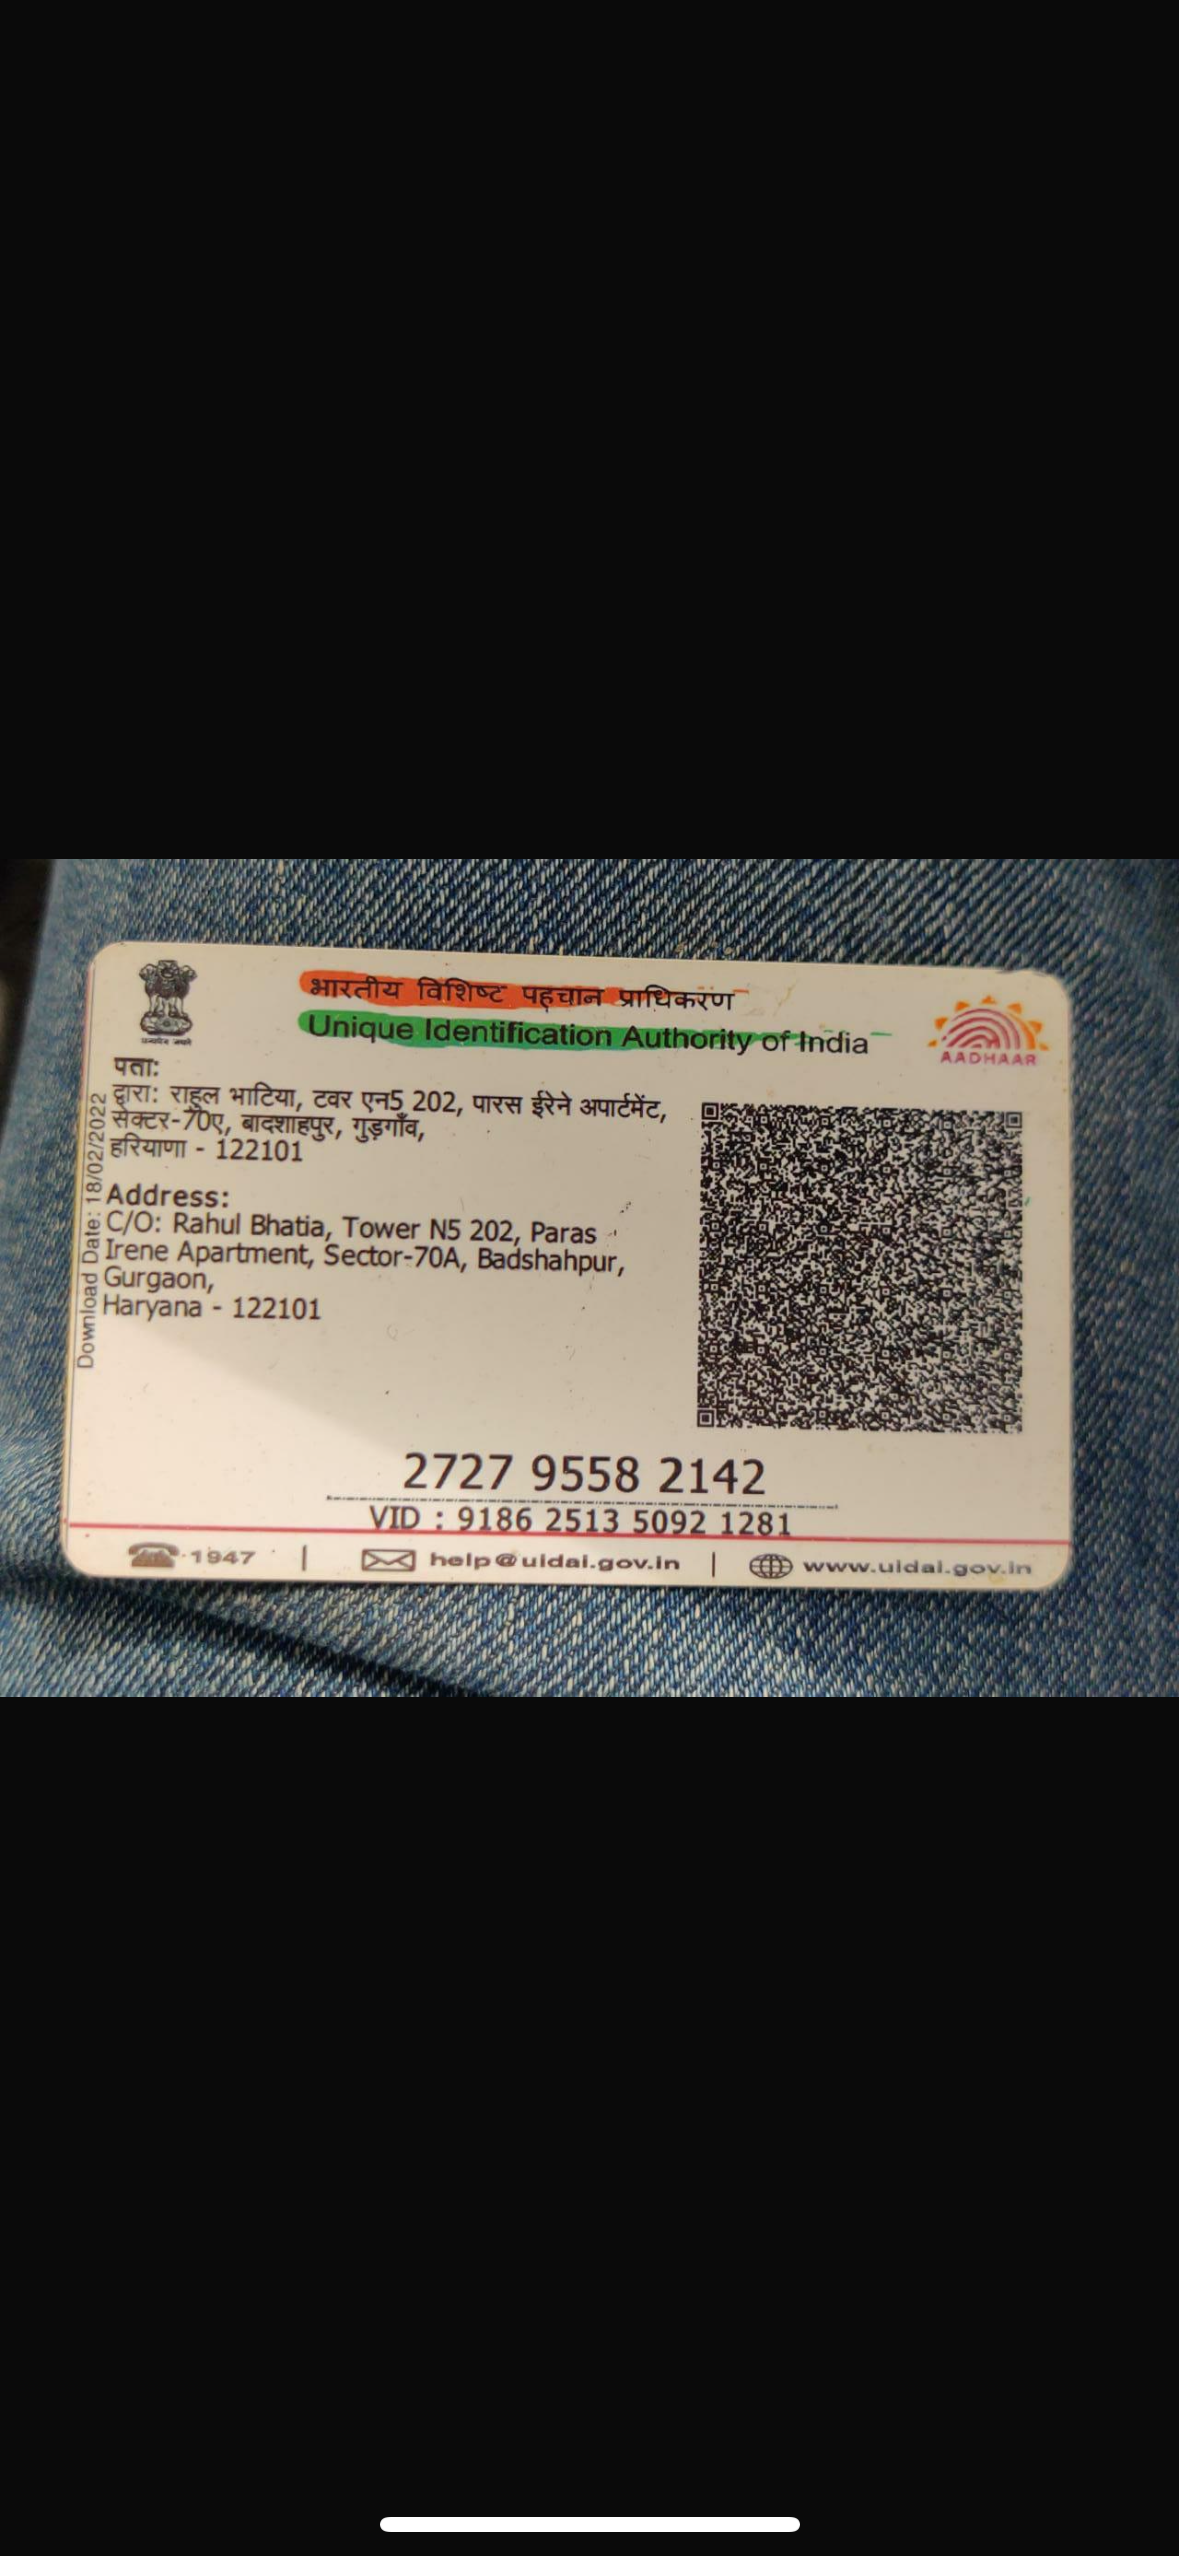 भारतीय विशिष्ट पहचान प्राधिकरण
Unique Identification Authority of India
AADHAAR
पता:
द्वारा: राहुल भाटिया, टवर एन5 202, पारस ईरेने अपार्टमेंट,
सेक्टर-70ए, बादशाहपुर, गुड़गाँव,
हरियाणा - 122101
Address:
C/O: Rahul Bhatia, Tower N5 202, Paras
Irene Apartment, Sector-70A, Badshahpur,
Gurgaon,
Haryana - 122101
Download Date: 18/02/2022
2727 9558 2142
VID : 9186 2513 5092 1281
1947 | help@uidai.gov.in | www.uidai.gov.in